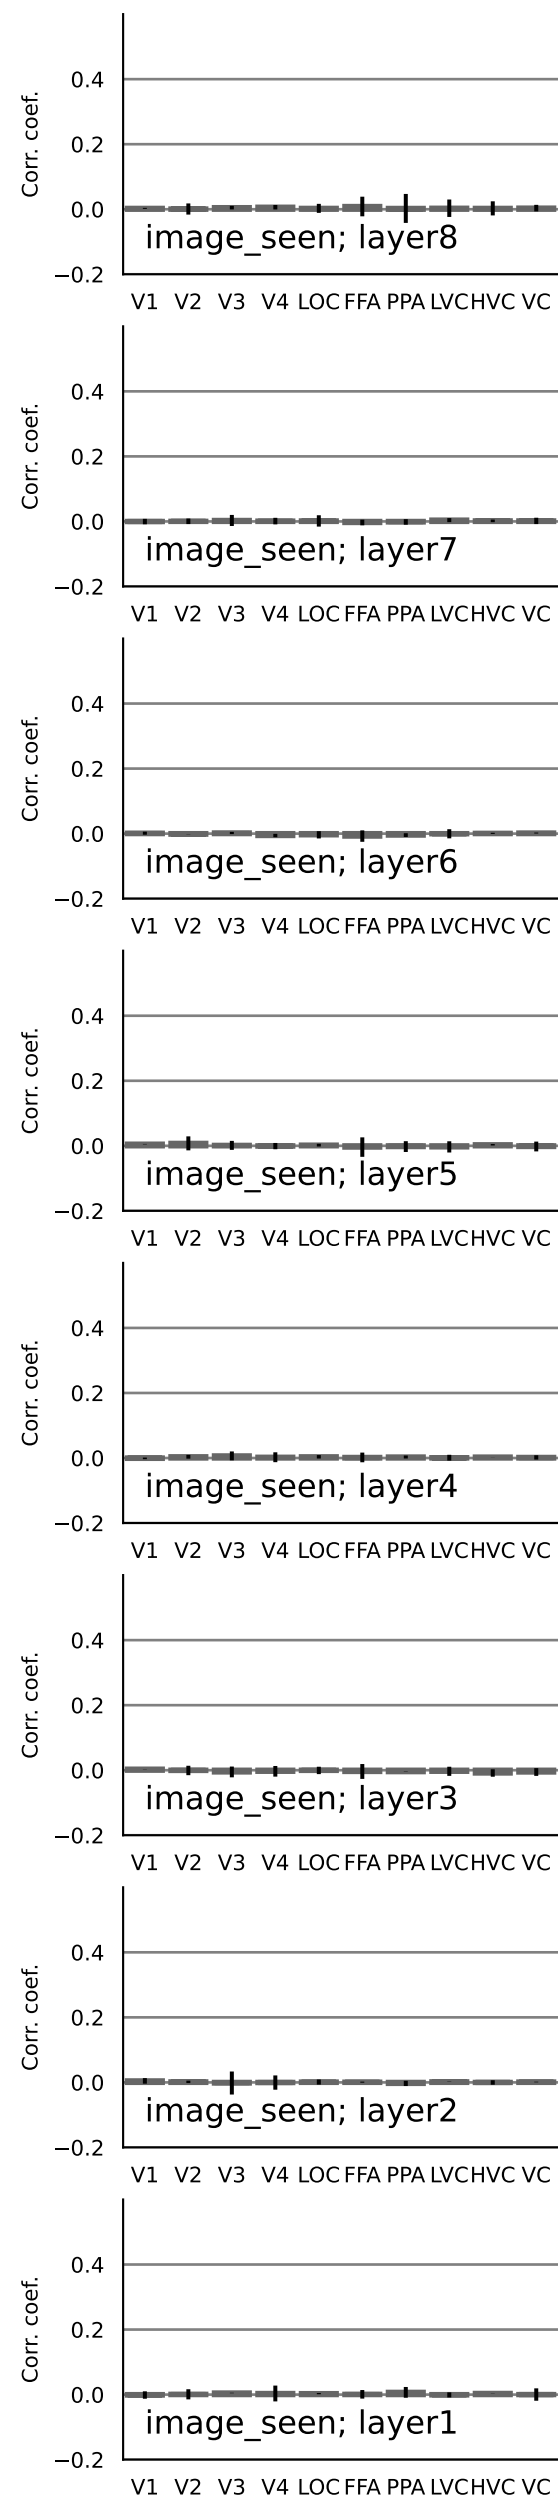 Corr. coef.
0.4
0.2
0.0
−0.2
image_seen; layer8
V1 V2 V3 V4 LOC FFA PPA LVC HVC VC
Corr. coef.
0.4
0.2
0.0
−0.2
image_seen; layer7
V1 V2 V3 V4 LOC FFA PPA LVC HVC VC
Corr. coef.
0.4
0.2
0.0
−0.2
image_seen; layer6
V1 V2 V3 V4 LOC FFA PPA LVC HVC VC
Corr. coef.
0.4
0.2
0.0
−0.2
image_seen; layer5
V1 V2 V3 V4 LOC FFA PPA LVC HVC VC
Corr. coef.
0.4
0.2
0.0
−0.2
image_seen; layer4
V1 V2 V3 V4 LOC FFA PPA LVC HVC VC
Corr. coef.
0.4
0.2
0.0
−0.2
image_seen; layer3
V1 V2 V3 V4 LOC FFA PPA LVC HVC VC
Corr. coef.
0.4
0.2
0.0
−0.2
image_seen; layer2
V1 V2 V3 V4 LOC FFA PPA LVC HVC VC
Corr. coef.
0.4
0.2
0.0
−0.2
image_seen; layer1
V1 V2 V3 V4 LOC FFA PPA LVC HVC VC